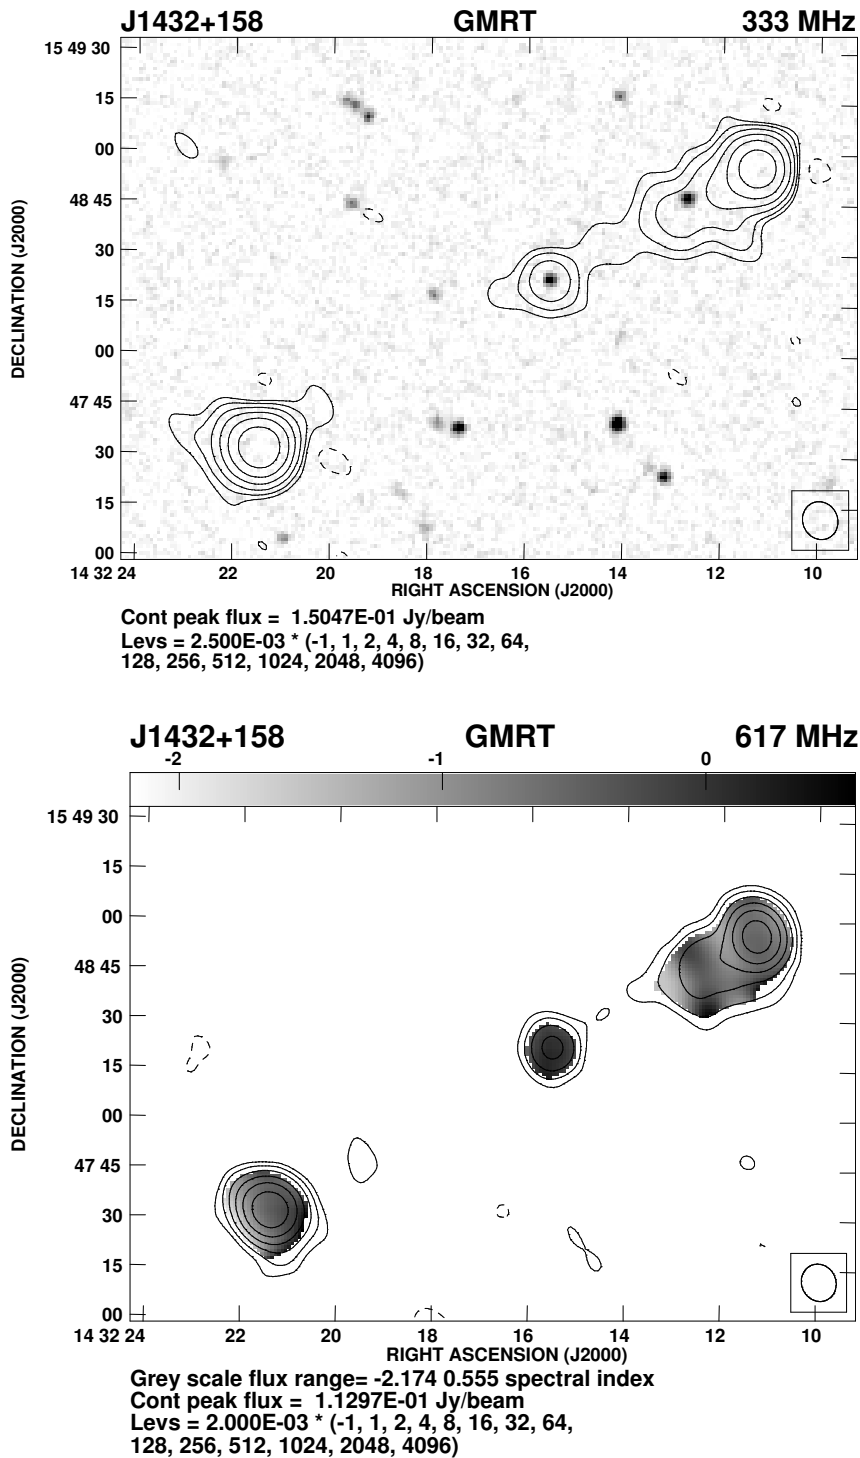 J1432+158 GMRT 333 MHz
15 49 30
15
00
48 45
30
15
00
47 45
30
15
00
DECLINATION (J2000)
14 32 24 22 20 18 16 14 12 10
RIGHT ASCENSION (J2000)
Cont peak flux = 1.5047E-01 Jy/beam
Levs = 2.500E-03 * (-1, 1, 2, 4, 8, 16, 32, 64,
128, 256, 512, 1024, 2048, 4096)
J1432+158 GMRT 617 MHz
-2 -1 0
15 49 30
15
00
48 45
30
15
00
47 45
30
15
00
DECLINATION (J2000)
14 32 24 22 20 18 16 14 12 10
RIGHT ASCENSION (J2000)
Grey scale flux range= -2.174 0.555 spectral index
Cont peak flux = 1.1297E-01 Jy/beam
Levs = 2.000E-03 * (-1, 1, 2, 4, 8, 16, 32, 64,
128, 256, 512, 1024, 2048, 4096)